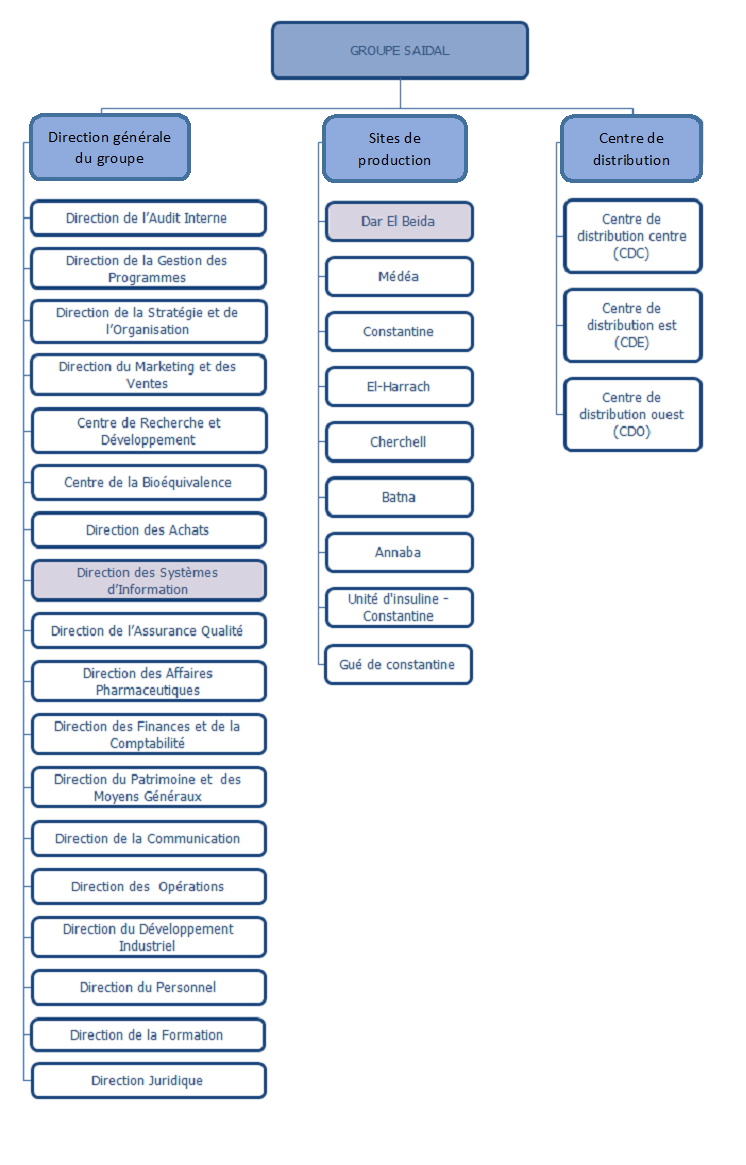 GROUPE SAIDAL
Direction générale
du groupe
Direction de l'Audit Interne
Direction de la Gestion des
Programmes
Direction de la Stratégie et de
l'Organisation
Direction du Marketing et des
Ventes
Centre de Recherche et
Développement
Centre de la Bioéquivalence
Direction des Achats
Direction des Systèmes
d'Information
Direction de l'Assurance Qualité
Direction des Affaires
Pharmaceutiques
Direction des Finances et de la
Comptabilité
Direction du Patrimoine et des
Moyens Généraux
Direction de la Communication
Direction des Opérations
Direction du Développement
Industriel
Direction du Personnel
Direction de la Formation
Direction Juridique
Sites de
production
Dar El Beida
Médéa
Constantine
El-Harrach
Cherchell
Batna
Annaba
Unité d'insuline -
Constantine
Gué de constantine
Centre de
distribution
Centre de
distribution centre
(CDC)
Centre de
distribution est
(CDE)
Centre de
distribution ouest
(CDO)